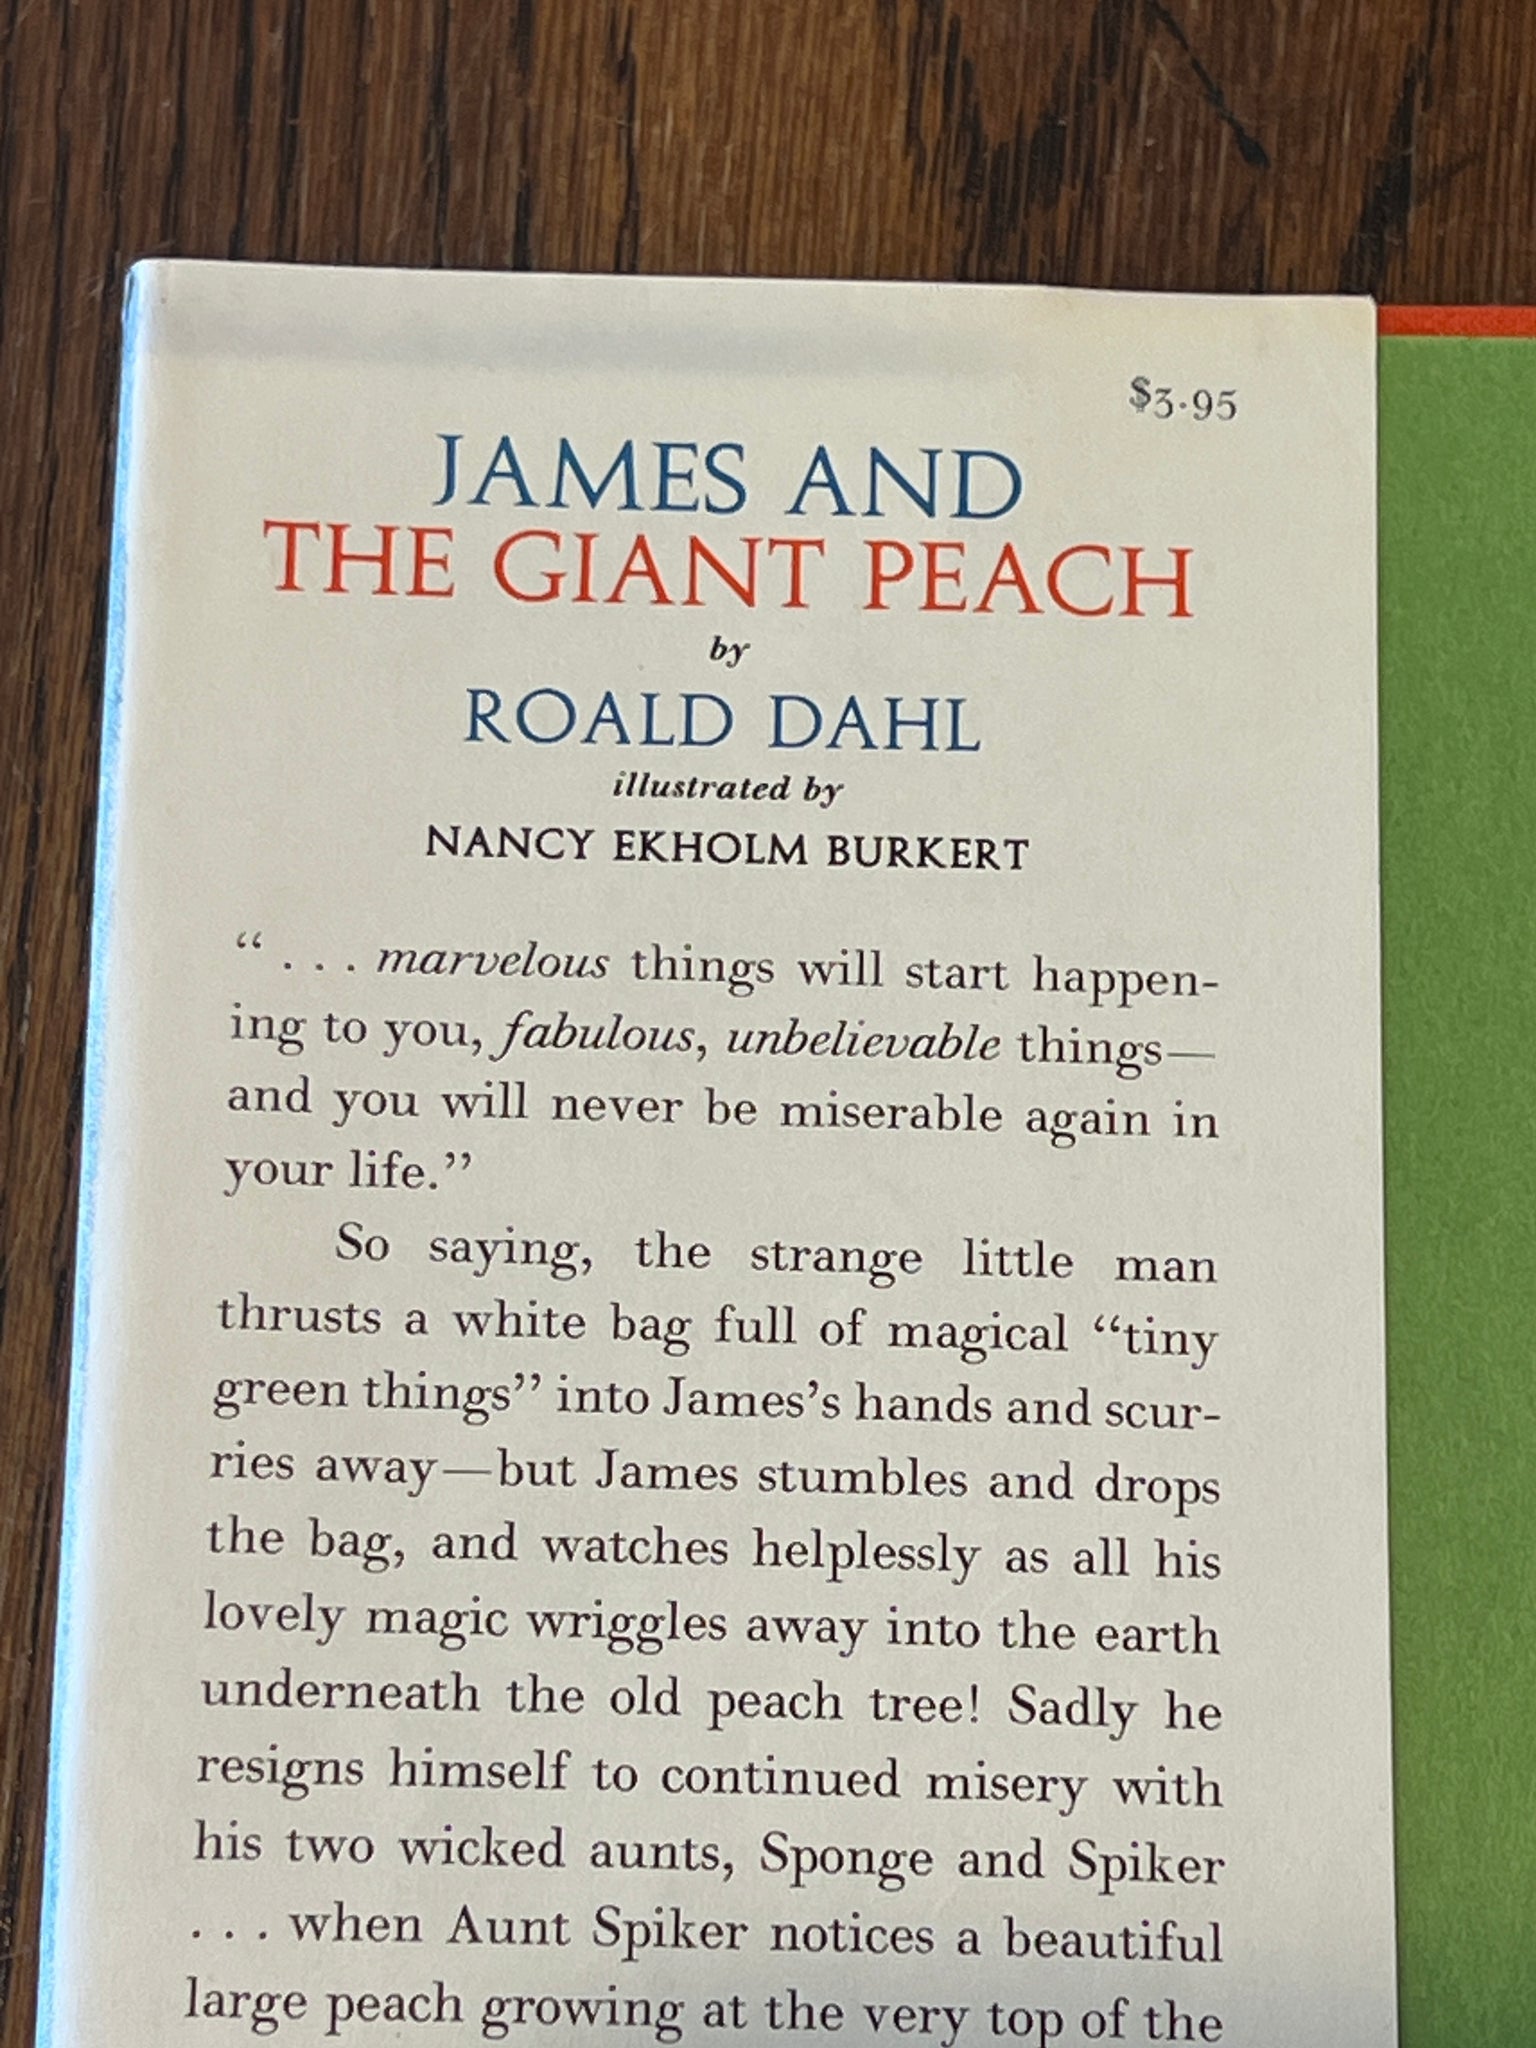 $3.95
JAMES AND
THE GIANT PEACH
by
ROALD DAHL
illustrated by
NANCY EKHOLM BURKERT
“ . . . marvelous things will start happen-
ing to you, fabulous, unbelievable things—
and you will never be miserable again in
your life.”
So saying, the strange little man
thrusts a white bag full of magical “tiny
green things” into James’s hands and scur-
ries away—but James stumbles and drops
the bag, and watches helplessly as all his
lovely magic wriggles away into the earth
underneath the old peach tree! Sadly he
resigns himself to continued misery with
his two wicked aunts, Sponge and Spiker
. . . when Aunt Spiker notices a beautiful
large peach growing at the very top of the